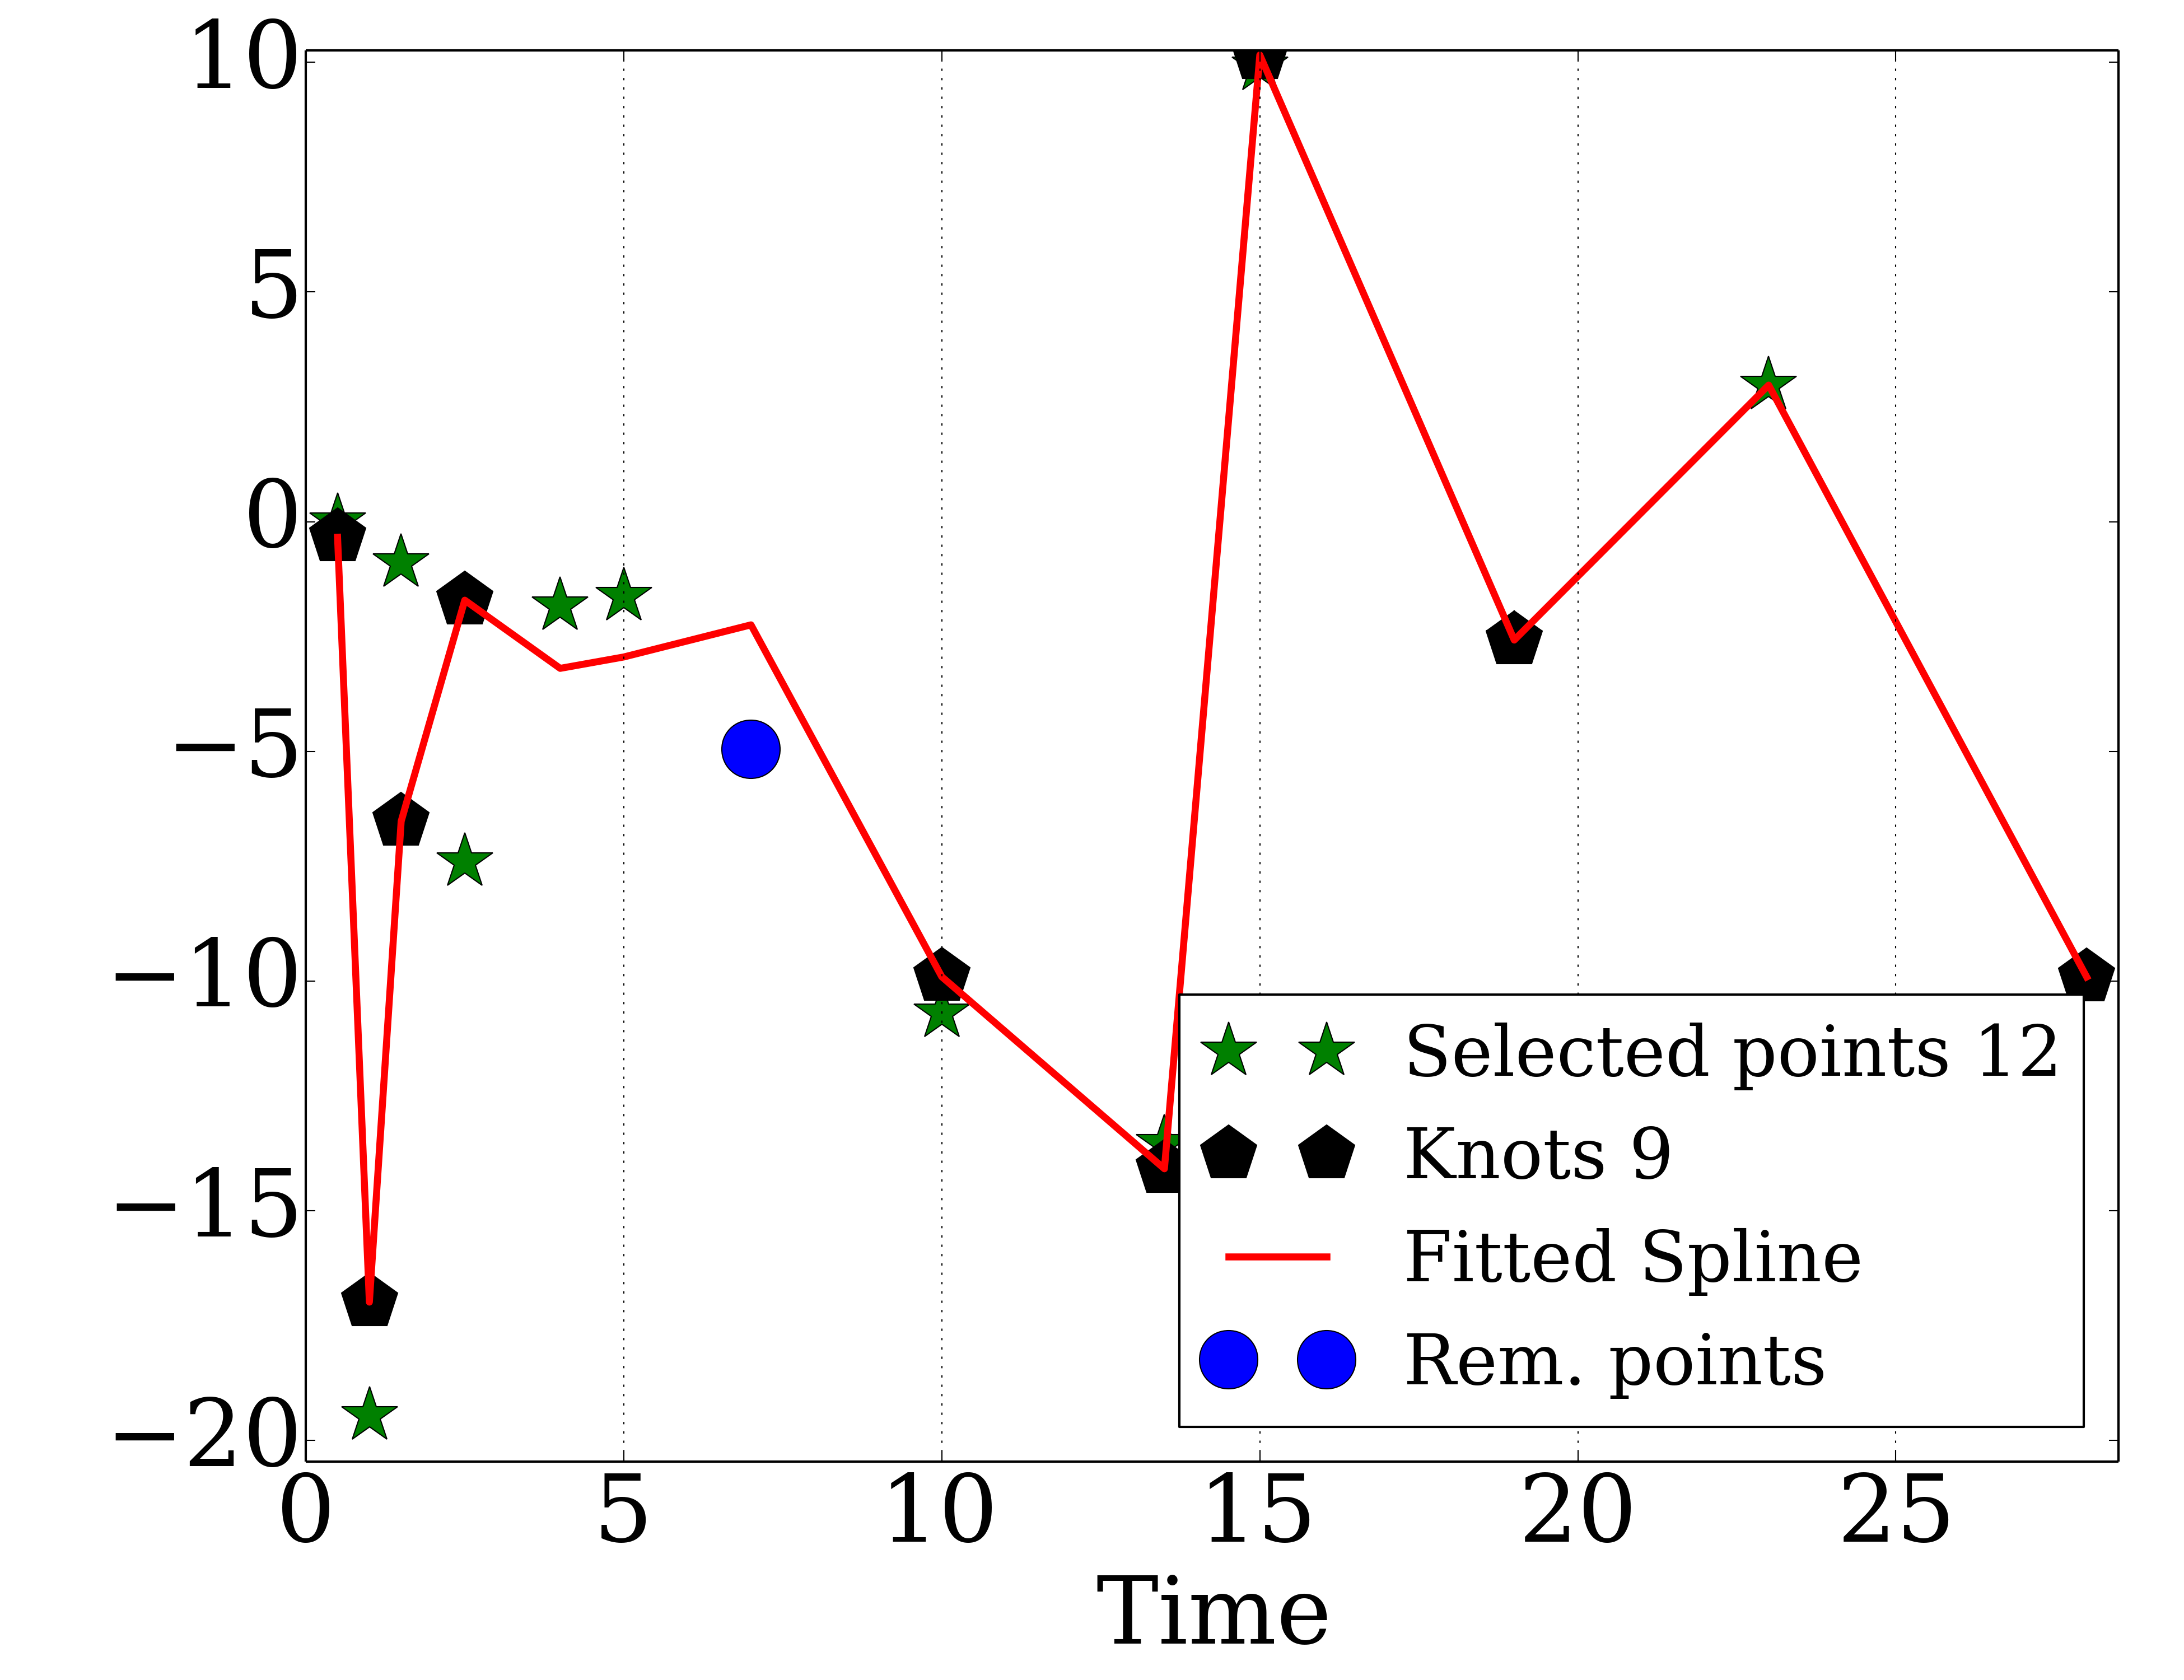 10
5
0
−5
−10
−15
−20
0 5 10 15 20 25
Time
Selected points 12
Knots 9
Fitted Spline
Rem. points